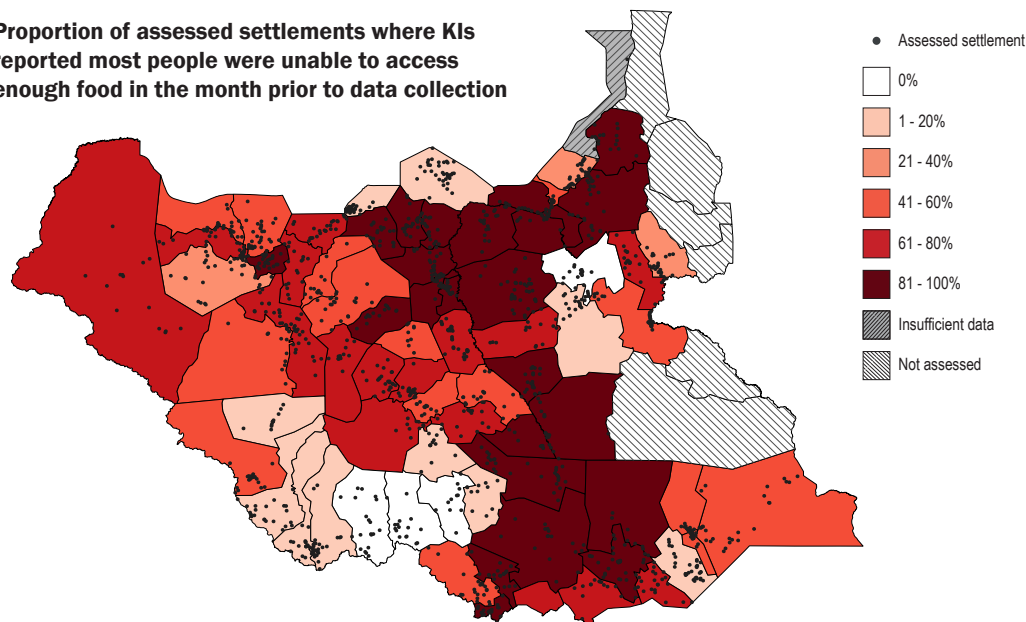 Proportion of assessed settlements where KIs
reported most people were unable to access
enough food in the month prior to data collection
Assessed settlement
0%
1 - 20%
21 - 40%
41 - 60%
61 - 80%
81 - 100%
Insufficient data
Not assessed